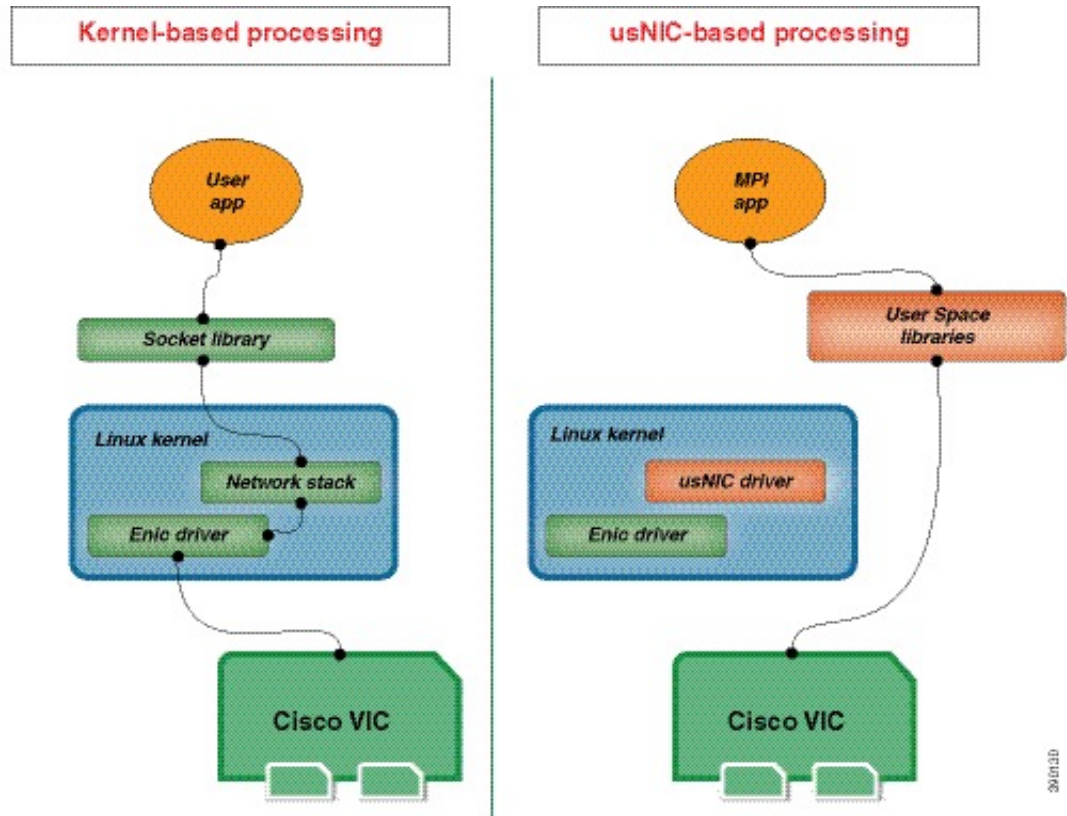 Kernel-based processing
usNIC-based processing
User
app
Socket library
Linux kernel
Network stack
Enic driver
Cisco VIC
MPI
app
User Space
libraries
Linux kernel
usNIC driver
Enic driver
Cisco VIC